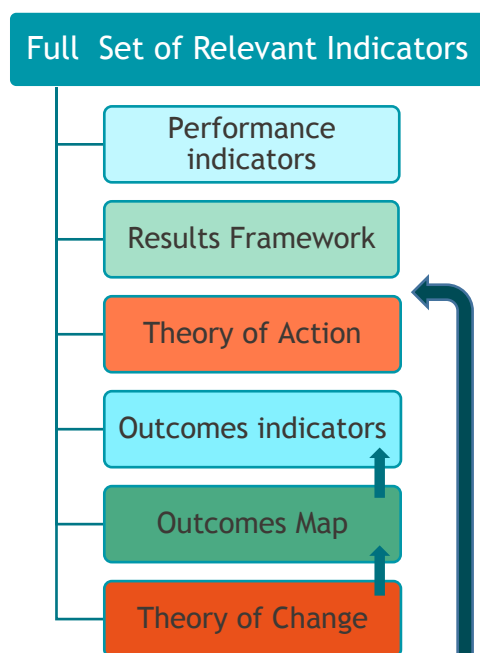 Full  Set of Relevant Indicators
Performance
indicators
Results Framework
Theory of Action
Outcomes indicators
Outcomes Map
Theory of Change